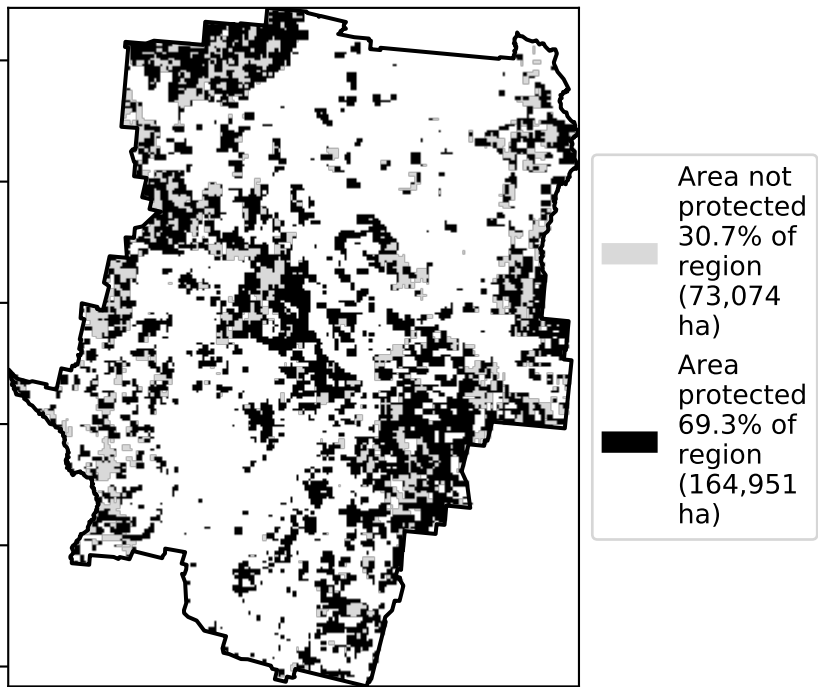 Area not
protected
30.7% of
region
(73,074
ha)
Area
protected
69.3% of
region
(164,951
ha)